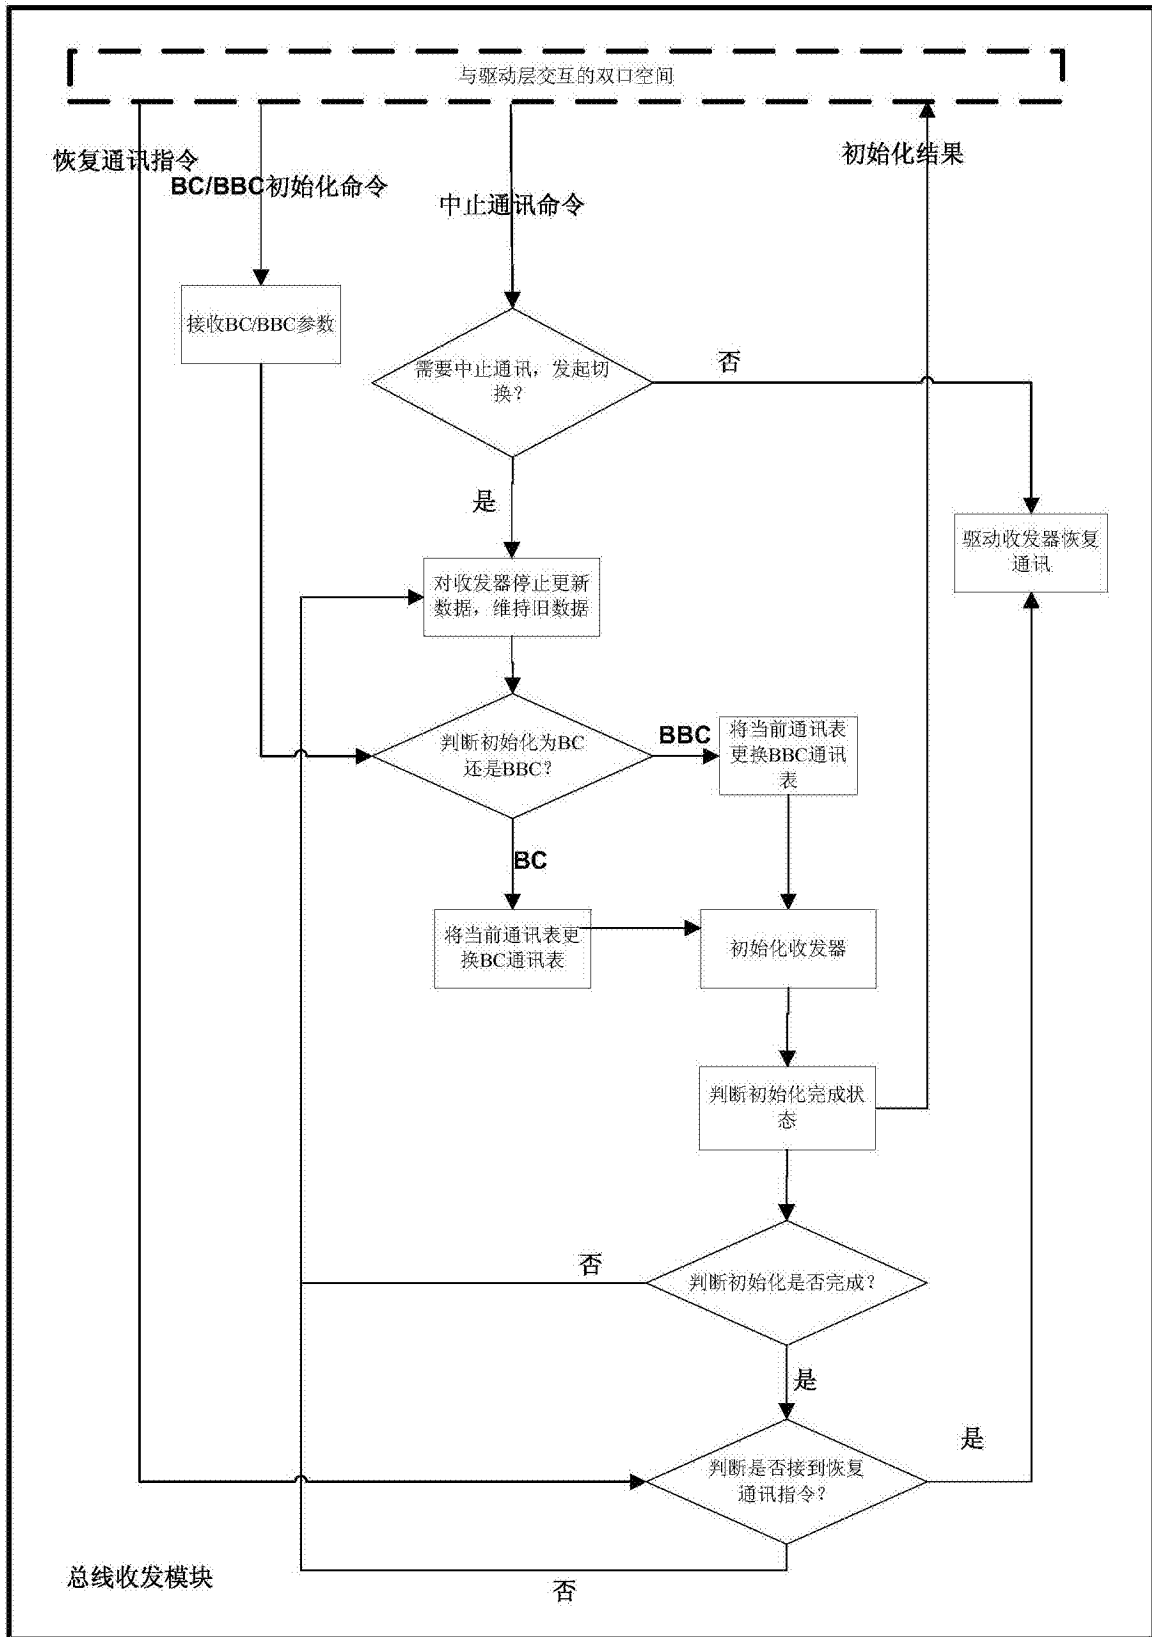 与驱动层交互的双口空间
恢复通讯指令
BC/BBC初始化命令
中止通讯命令
初始化结果
接收BC/BBC参数
需要中止通讯，发起切
换？
否
是
驱动收发器恢复
通讯
对收发器停止更新
数据，维持旧数据
判断初始化为BC
还是BBC？
BBC
将当前通讯表
更换BBC通讯
表
BC
将当前通讯表更
换BC通讯表
初始化收发器
判断初始化完成状
态
否
判断初始化是否完成？
是
判断是否接到恢复
通讯指令？
是
总线收发模块
否